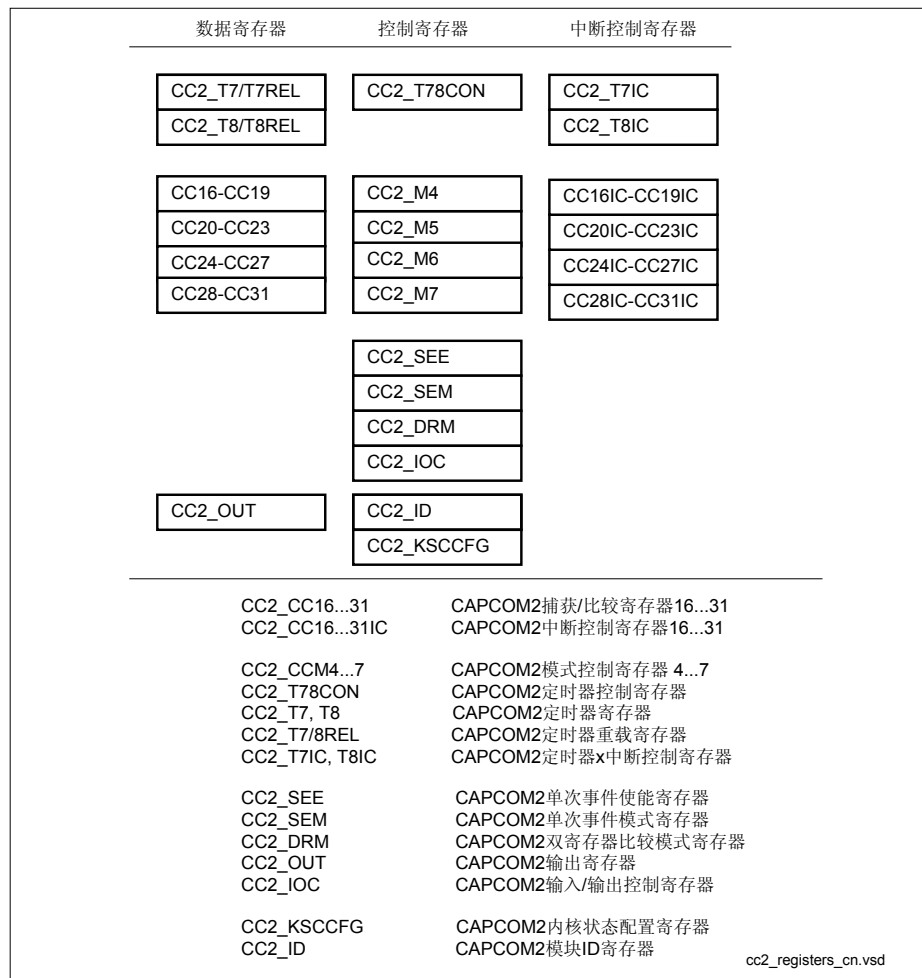 数据寄存器 控制寄存器 中断控制寄存器
CC2_T7/T7REL CC2_T78CON CC2_T7IC
CC2_T8/T8REL CC2_T8IC
CC16-CC19 CC2_M4 CC16IC-CC19IC
CC20-CC23 CC2_M5 CC20IC-CC23IC
CC24-CC27 CC2_M6 CC24IC-CC27IC
CC28-CC31 CC2_M7 CC28IC-CC31IC
CC2_SEE
CC2_SEM
CC2_DRM
CC2_IOC
CC2_OUT CC2_ID
CC2_KSCCFG
CC2_CC16...31 CAPCOM2捕获/比较寄存器16...31
CC2_CC16...31IC CAPCOM2中断控制寄存器16...31
CC2_CCM4...7 CAPCOM2模式控制寄存器 4...7
CC2_T78CON CAPCOM2定时器控制寄存器
CC2_T7, T8 CAPCOM2定时器寄存器
CC2_T7/8REL CAPCOM2定时器重载寄存器
CC2_T7IC, T8IC CAPCOM2定时器x中断控制寄存器
CC2_SEE CAPCOM2单次事件使能寄存器
CC2_SEM CAPCOM2单次事件模式寄存器
CC2_DRM CAPCOM2双寄存器比较模式寄存器
CC2_OUT CAPCOM2输出寄存器
CC2_IOC CAPCOM2输入/输出控制寄存器
CC2_KSCCFG CAPCOM2内核状态配置寄存器
CC2_ID CAPCOM2模块ID寄存器
cc2_registers_cn.vsd